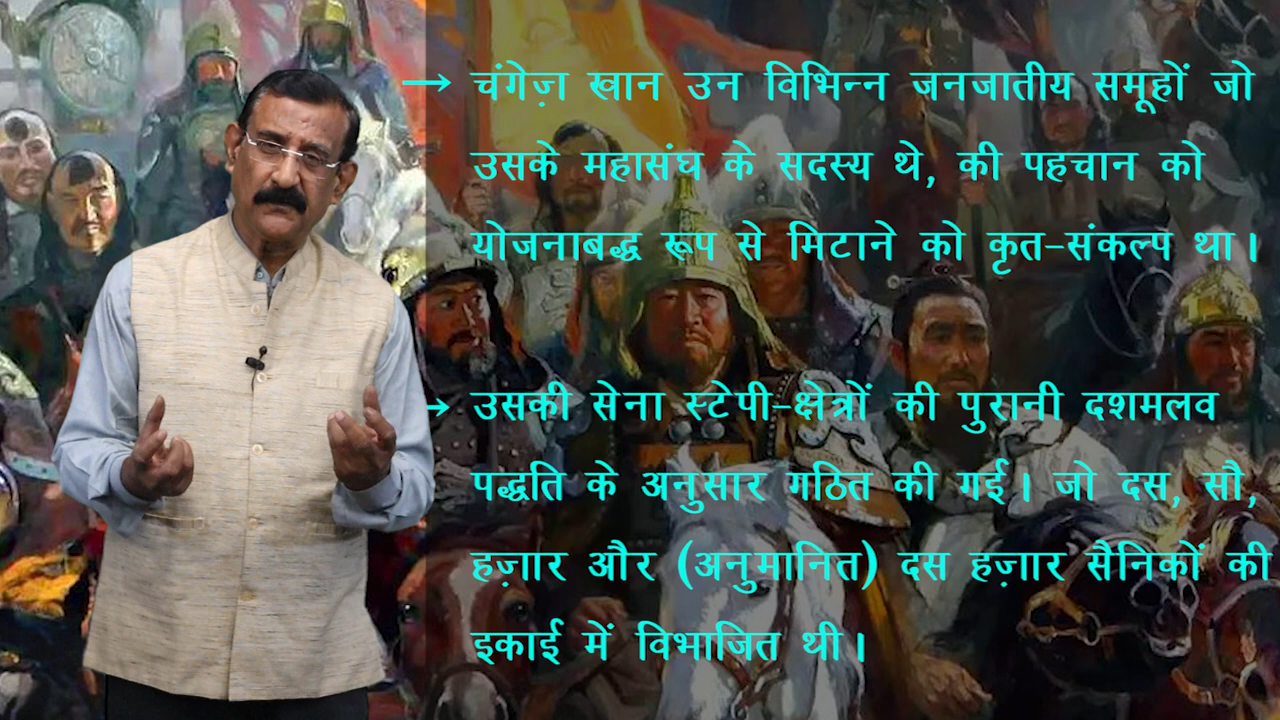 → चंगेज़ खान उन विभिन्न जनजातीय समूहों जो
उसके महासंघ के सदस्य थे, की पहचान को
योजनाबद्ध रूप से मिटाने को कृत-संकल्प था।
→ उसकी सेना स्टेपी-क्षेत्रों की पुरानी दशमलव
पद्धति के अनुसार गठित की गई। जो दस, सौ,
हज़ार और (अनुमानित) दस हज़ार सैनिकों की
इकाई में विभाजित थी।